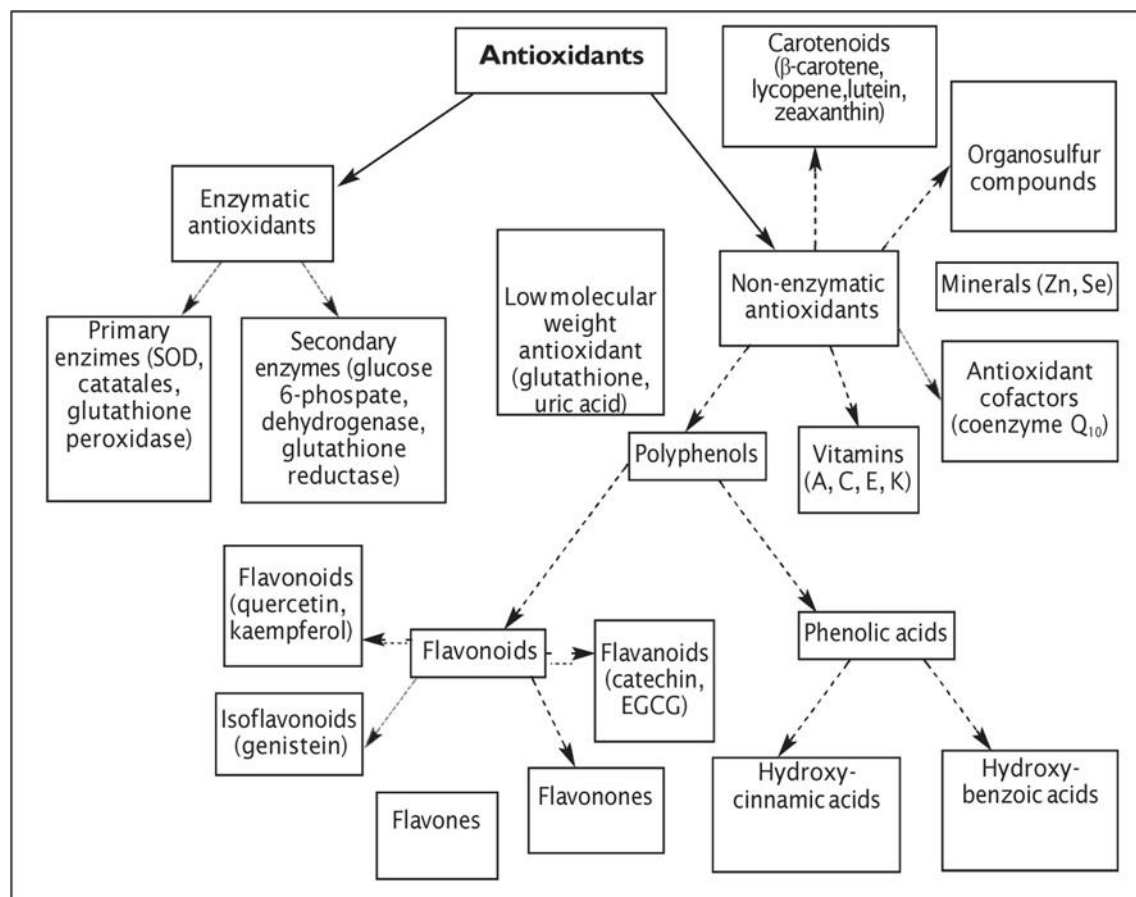 Antioxidants
Carotenoids
(β-carotene,
lycopene,lutein,
zeaxanthin)
Organosulfur
compounds
Enzymatic
antioxidants
Low molecular
weight
antioxidant
(glutathione,
uric acid)
Non-enzymatic
antioxidants
Minerals (Zn, Se)
Primary
enzimes (SOD,
catatales,
glutathione
peroxidase)
Secondary
enzymes (glucose
6-phospate,
dehydrogenase,
glutathione
reductase)
Antioxidant
cofactors
(coenzyme Q₁₀)
Polyphenols
Vitamins
(A, C, E, K)
Flavonoids
(quercetin,
kaempferol)
Flavonoids
Flavanoids
(catechin,
EGCG)
Phenolic acids
Isoflavonoids
(genistein)
Flavones
Flavonones
Hydroxy-
cinnamic acids
Hydroxy-
benzoic acids